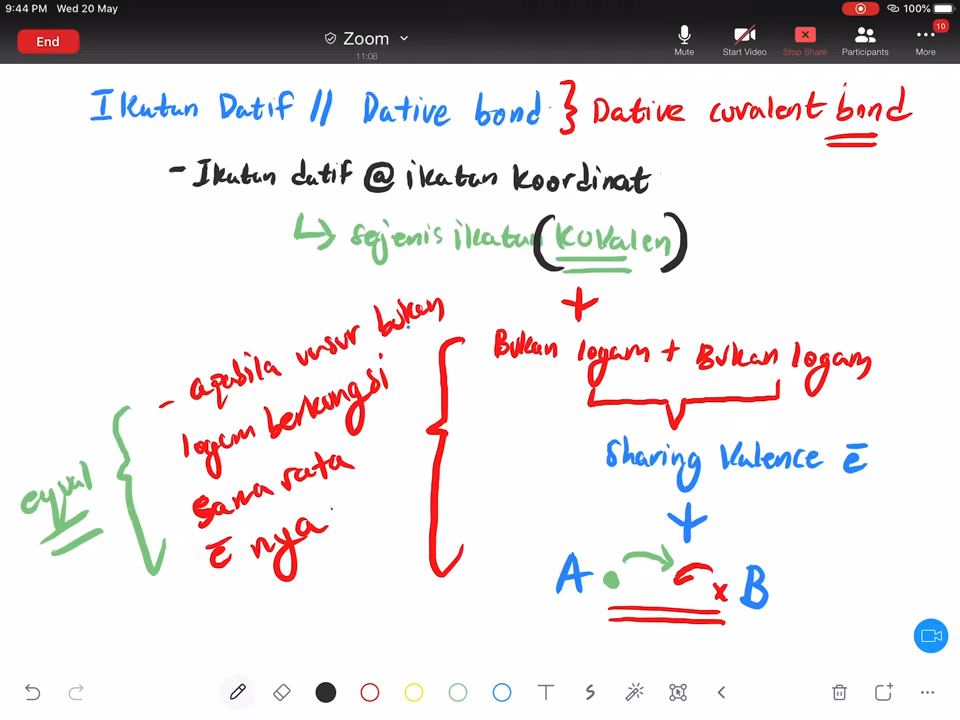 9:44 PM Wed 20 May
100%
End
Zoom
11:08
Mute
Start Video
Stop Share
Participants
10
More
Ikatan Datif // Dative bond } Dative covalent bond
- Ikatan datif @ ikatan koordinat
↳ sejenis ikatan (kovalen)
Bukan logam + Bukan logam
- apabila unsur bukan
logam berkongsi
sama rata
ē nya.
equal
Sharing valence ē
A • x B
T